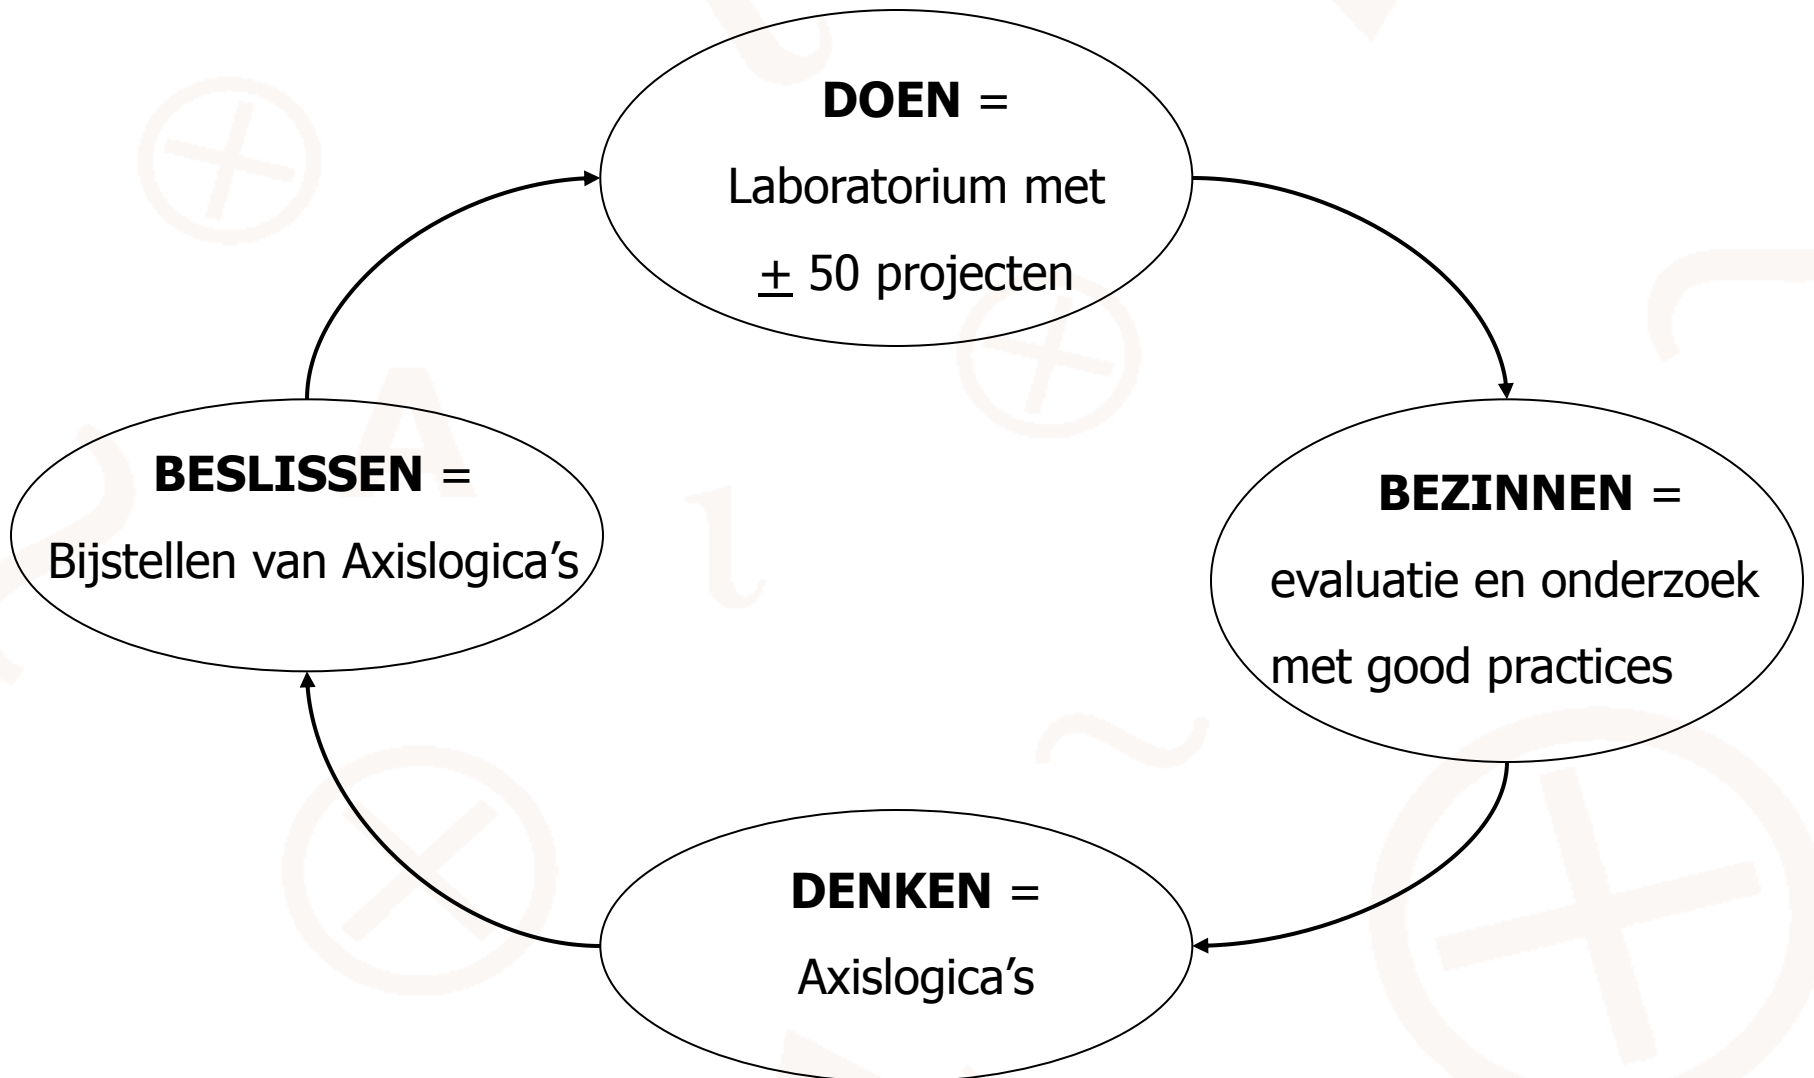 DOEN =
Laboratorium met
± 50 projecten
BESLISSEN =
Bijstellen van Axislogica’s
BEZINNEN =
evaluatie en onderzoek
met good practices
DENKEN =
Axislogica’s